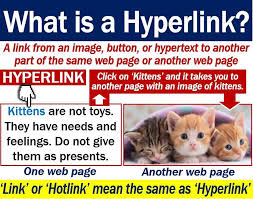 What is a Hyperlink?
A link from an image, button, or hypertext to another
part of the same web page or another web page
HYPERLINK
Click on 'Kittens' and it takes you to
another page with an image of kittens.
Kittens are not toys.
They have needs and
feelings. Do not give
them as presents.
One web page
Another web page
'Link' or 'Hotlink' mean the same as 'Hyperlink'